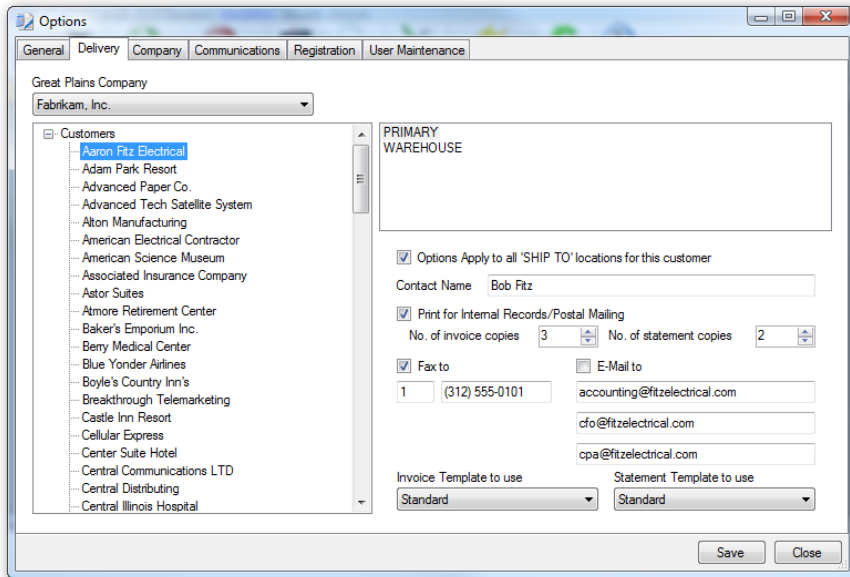 Options
General Delivery Company Communications Registration User Maintenance
Great Plains Company
Fabrikam, Inc.
Customers
Aaron Fitz Electrical
Adam Park Resort
Advanced Paper Co.
Advanced Tech Satellite System
Alton Manufacturing
American Electrical Contractor
American Science Museum
Associated Insurance Company
Astor Suites
Atmore Retirement Center
Baker's Emporium Inc.
Berry Medical Center
Blue Yonder Airlines
Boyle's Country Inn's
Breakthrough Telemarketing
Castle Inn Resort
Cellular Express
Center Suite Hotel
Central Communications LTD
Central Distributing
Central Illinois Hospital
PRIMARY
WAREHOUSE
Options Apply to all 'SHIP TO' locations for this customer
Contact Name Bob Fitz
Print for Internal Records/Postal Mailing
No. of invoice copies 3 No. of statement copies 2
Fax to E-Mail to
1 (312) 555-0101 accounting@fitzelectrical.com
cfo@fitzelectrical.com
cpa@fitzelectrical.com
Invoice Template to use Statement Template to use
Standard Standard
Save Close